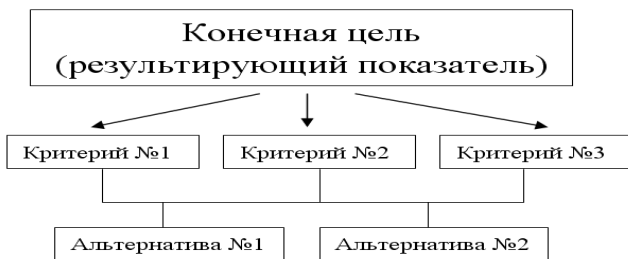 Конечная цель
(результирующий показатель)
Критерий №1
Критерий №2
Критерий №3
Альтернатива №1
Альтернатива №2